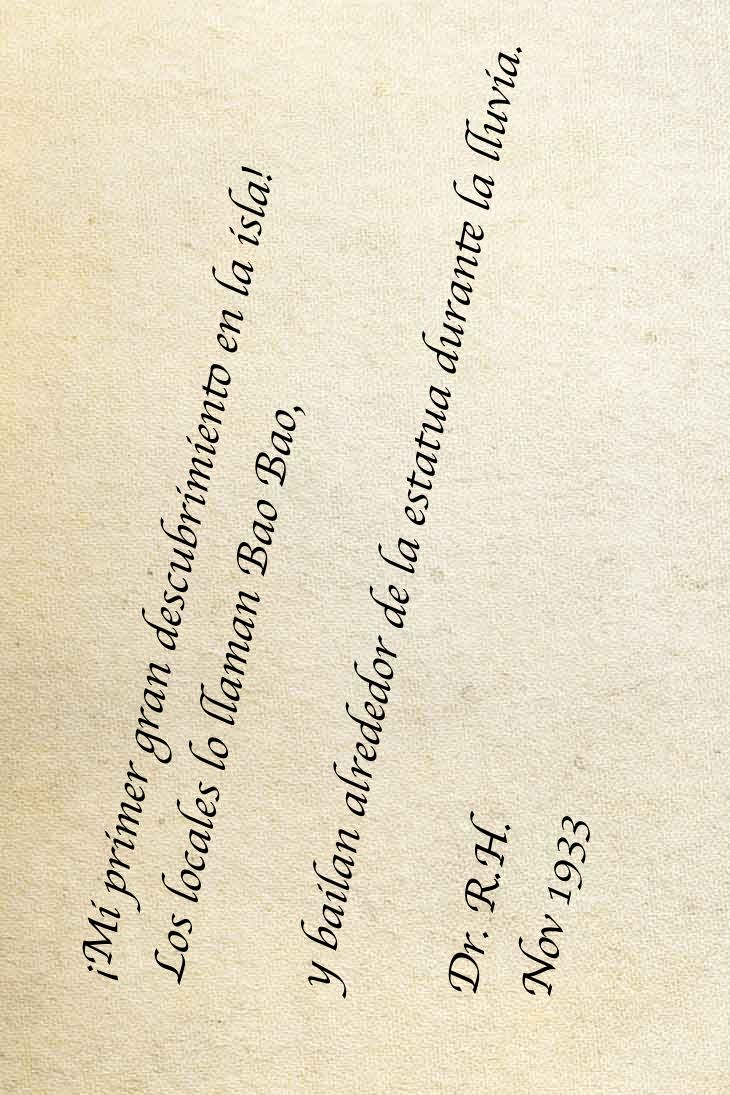 ¡Mi primer gran descubrimiento en la isla!
Los locales lo llaman Bao Bao,
y bailan alrededor de la estatua durante la lluvia.
Dr. R.H.
Nov 1933